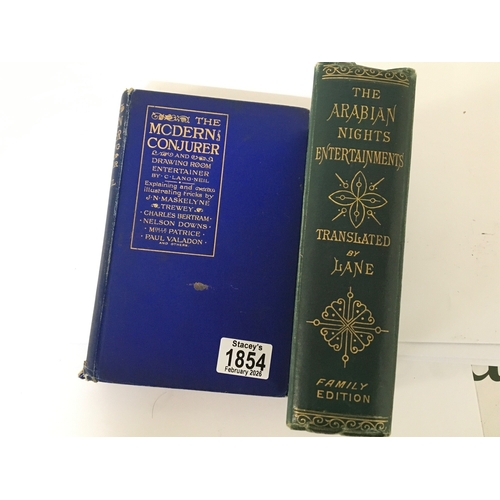 THE
MODERN
CONJURER
AND
DRAWING ROOM
ENTERTAINER
BY C. LANG NEIL
Explaining and
illustrating tricks by
J. N. MASKELYNE
TREWEY
CHARLES BERTRAM
NELSON DOWNS
Mdlle PATRICE
PAUL VALADON
AND OTHERS
Stacey's
1854
February 2026
THE
ARABIAN
NIGHTS
ENTERTAINMENTS
TRANSLATED
BY
LANE
FAMILY
EDITION